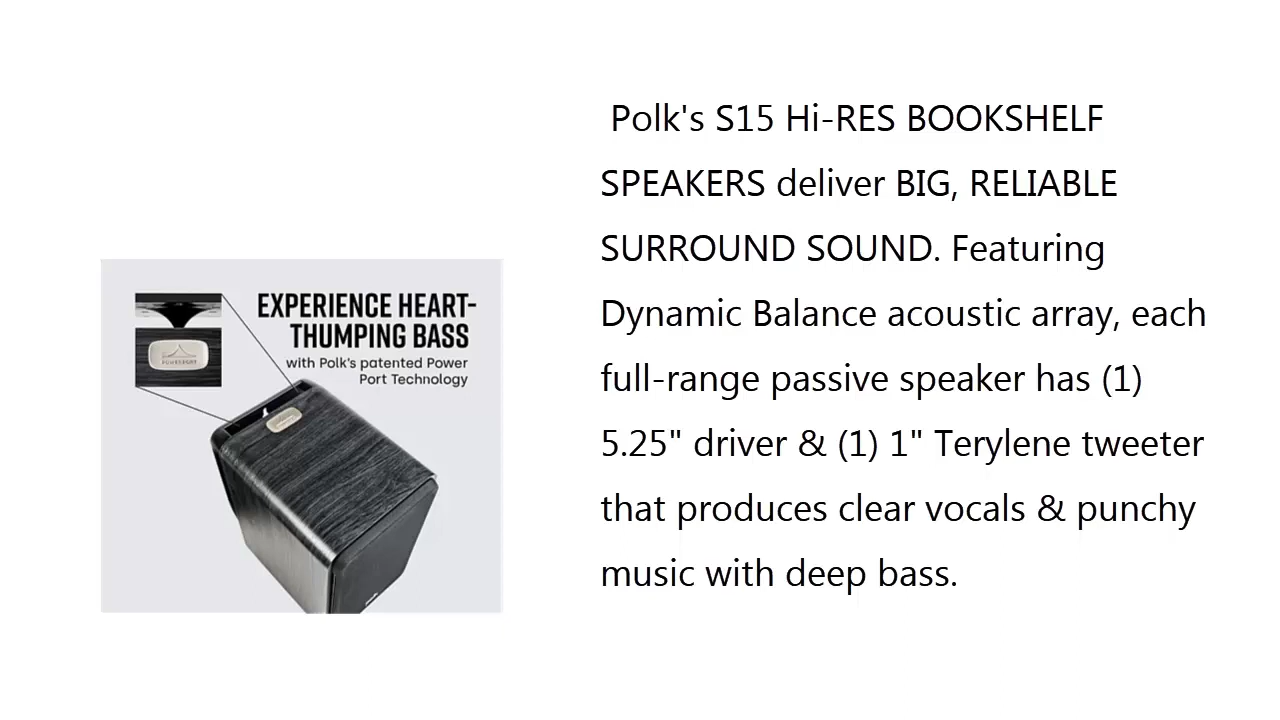 Polk's S15 Hi-RES BOOKSHELF
SPEAKERS deliver BIG, RELIABLE
SURROUND SOUND. Featuring
Dynamic Balance acoustic array, each
full-range passive speaker has (1)
5.25" driver & (1) 1" Terylene tweeter
that produces clear vocals & punchy
music with deep bass.
EXPERIENCE HEART-
THUMPING BASS
with Polk's patented Power
Port Technology